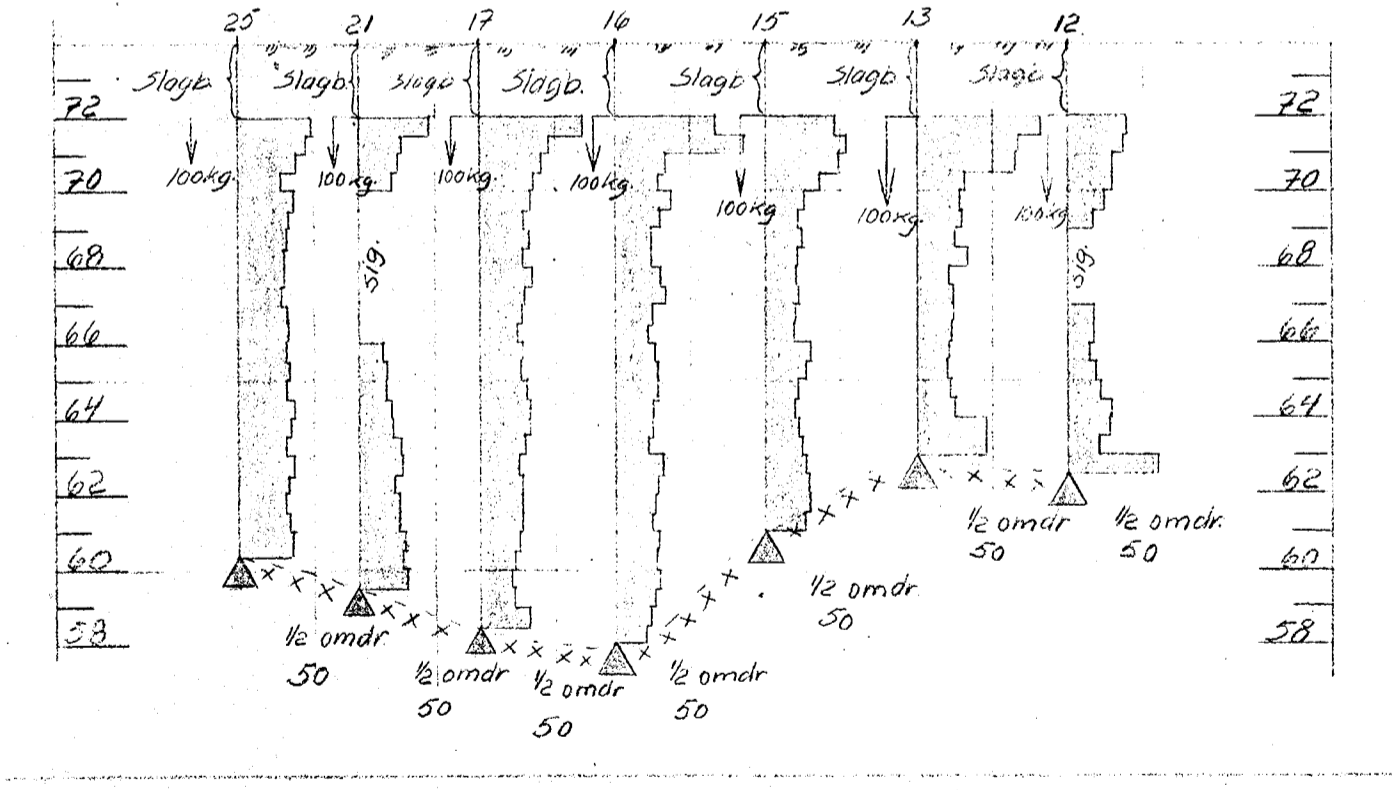 25 21 17 16 15 13 12
Slagb. Slagb. Slagb Slagb. Slagb Slagb Slagb
72 72
100kg. 100kg. 100kg. 100kg. 100kg 100kg. 100kg.
70 70
68 sig. sig. 68
66 66
64 64
62 62
1/2 omdr 1/2 omdr.
50 50
60 60
1/2 omdr.
50
58 58
1/2 omdr.
50
1/2 omdr
50
1/2 omdr
50
1/2 omdr
50